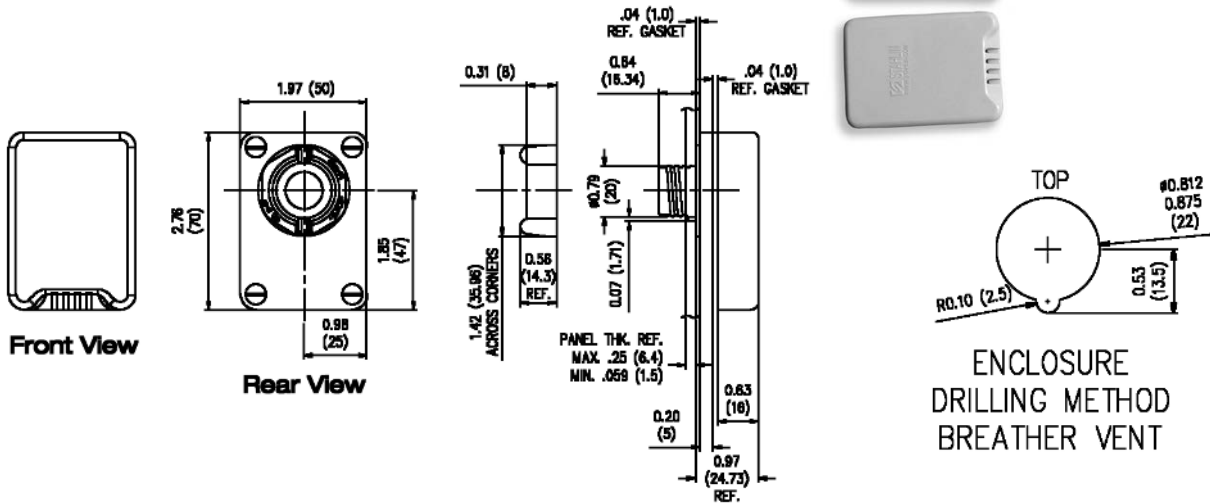 1.97 (50)
2.76
(70)
1.85
(47)
0.98
(25)
Front View
Rear View
0.31 (8)
1.42 (35.96)
ACROSS CORNERS
0.56
(14.3)
REF.
.04 (1.0)
REF. GASKET
0.64
(16.34)
.04 (1.0)
REF. GASKET
ø0.79
(20)
0.07 (1.71)
PANEL THK. REF.
MAX. .25 (6.4)
MIN. .059 (1.5)
0.20
(5)
0.63
(16)
0.97
(24.73)
REF.
TOP
ø0.812
0.875
(22)
0.53
(13.5)
R0.10 (2.5)
ENCLOSURE
DRILLING METHOD
BREATHER VENT